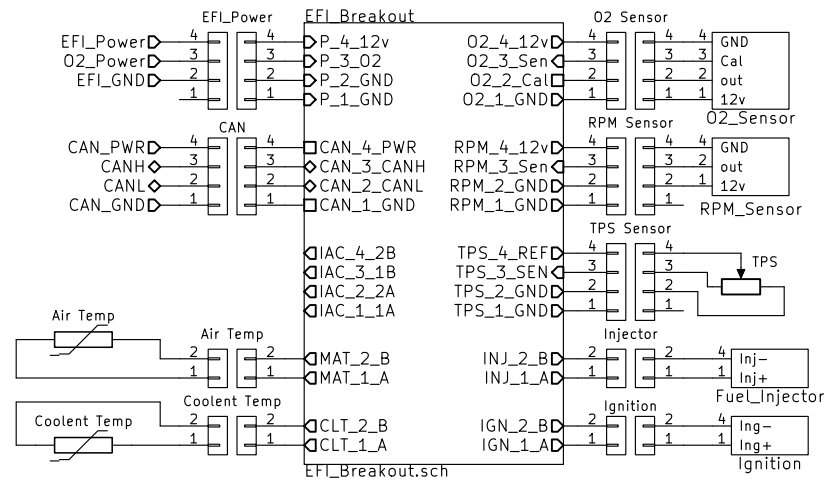 EFI_Power
EFI_Breakout
O2 Sensor
EFI_Power 4 4 P_4_12v O2_4_12v 4 4 GND
O2_Power 3 3 P_3_O2 O2_3_Sen 3 3 Cal
EFI_GND 2 2 P_2_GND O2_2_Cal 2 2 out
1 1 P_1_GND O2_1_GND 1 1 12v
O2_Sensor
CAN
RPM Sensor
CAN_PWR 4 4 CAN_4_PWR RPM_4_12v 4 4 GND
CANH 3 3 CAN_3_CANH RPM_3_Sen 3 3 2 out
CANL 2 2 CAN_2_CANL RPM_2_GND 2 2 1 12v
CAN_GND 1 1 CAN_1_GND RPM_1_GND 1 1
RPM_Sensor
TPS Sensor
IAC_4_2B TPS_4_REF 4 4 TPS
IAC_3_1B TPS_3_SEN 3 3
IAC_2_2A TPS_2_GND 2 2
IAC_1_1A TPS_1_GND 1 1
Air Temp
Air Temp
Injector
2 2 MAT_2_B INJ_2_B 2 2 4 Inj-
1 1 MAT_1_A INJ_1_A 1 1 1 Inj+
Fuel_Injector
Coolent Temp
Coolent Temp
Ignition
2 2 CLT_2_B IGN_2_B 2 2 4 Ing-
1 1 CLT_1_A IGN_1_A 1 1 1 Ing+
Ignition
EFI_Breakout.sch